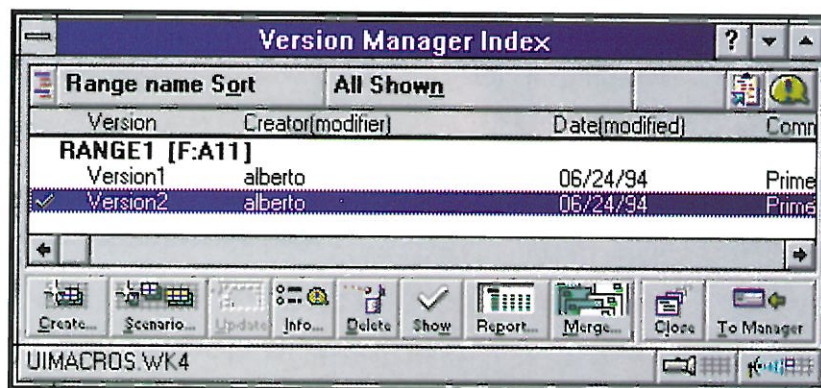 Version Manager Index ?
Range name Sort All Shown
Version Creator(modifier) Date(modified) Comm
RANGE1 [F:A11]
Version1 alberto 06/24/94 Prime
Version2 alberto 06/24/94 Prime
Create... Scenario... Update Info... Delete Show Report... Merge... Close To Manager
UIMACROS.WK4